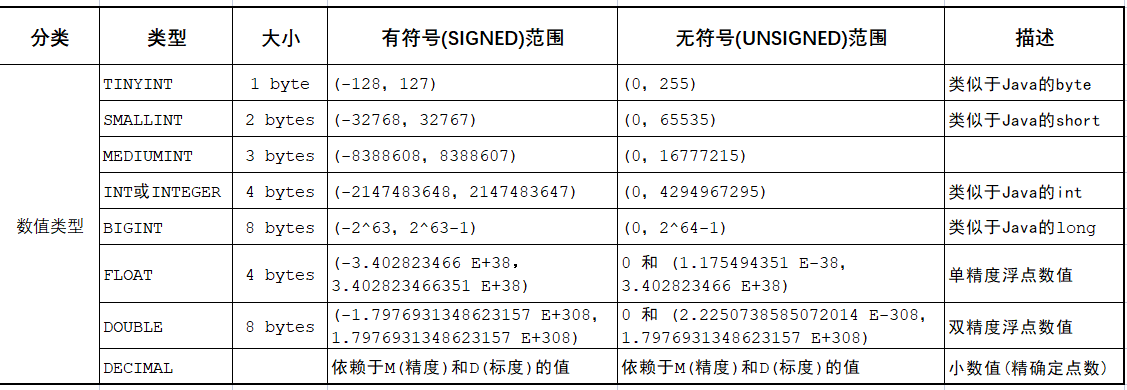 分类 类型 大小 有符号(SIGNED)范围 无符号(UNSIGNED)范围 描述
TINYINT 1 byte (-128, 127) (0, 255) 类似于Java的byte
SMALLINT 2 bytes (-32768, 32767) (0, 65535) 类似于Java的short
MEDIUMINT 3 bytes (-8388608, 8388607) (0, 16777215)
INT或INTEGER 4 bytes (-2147483648, 2147483647) (0, 4294967295) 类似于Java的int
数值类型 BIGINT 8 bytes (-2^63, 2^63-1) (0, 2^64-1) 类似于Java的long
(-3.402823466 E+38, 0 和 (1.175494351 E-38,
FLOAT 4 bytes 单精度浮点数值
3.402823466351 E+38) 3.402823466 E+38)
(-1.7976931348623157 E+308, 0 和 (2.2250738585072014 E-308,
DOUBLE 8 bytes 双精度浮点数值
1.7976931348623157 E+308) 1.7976931348623157 E+308)
DECIMAL 依赖于M(精度)和D(标度)的值 依赖于M(精度)和D(标度)的值 小数值(精确定点数)